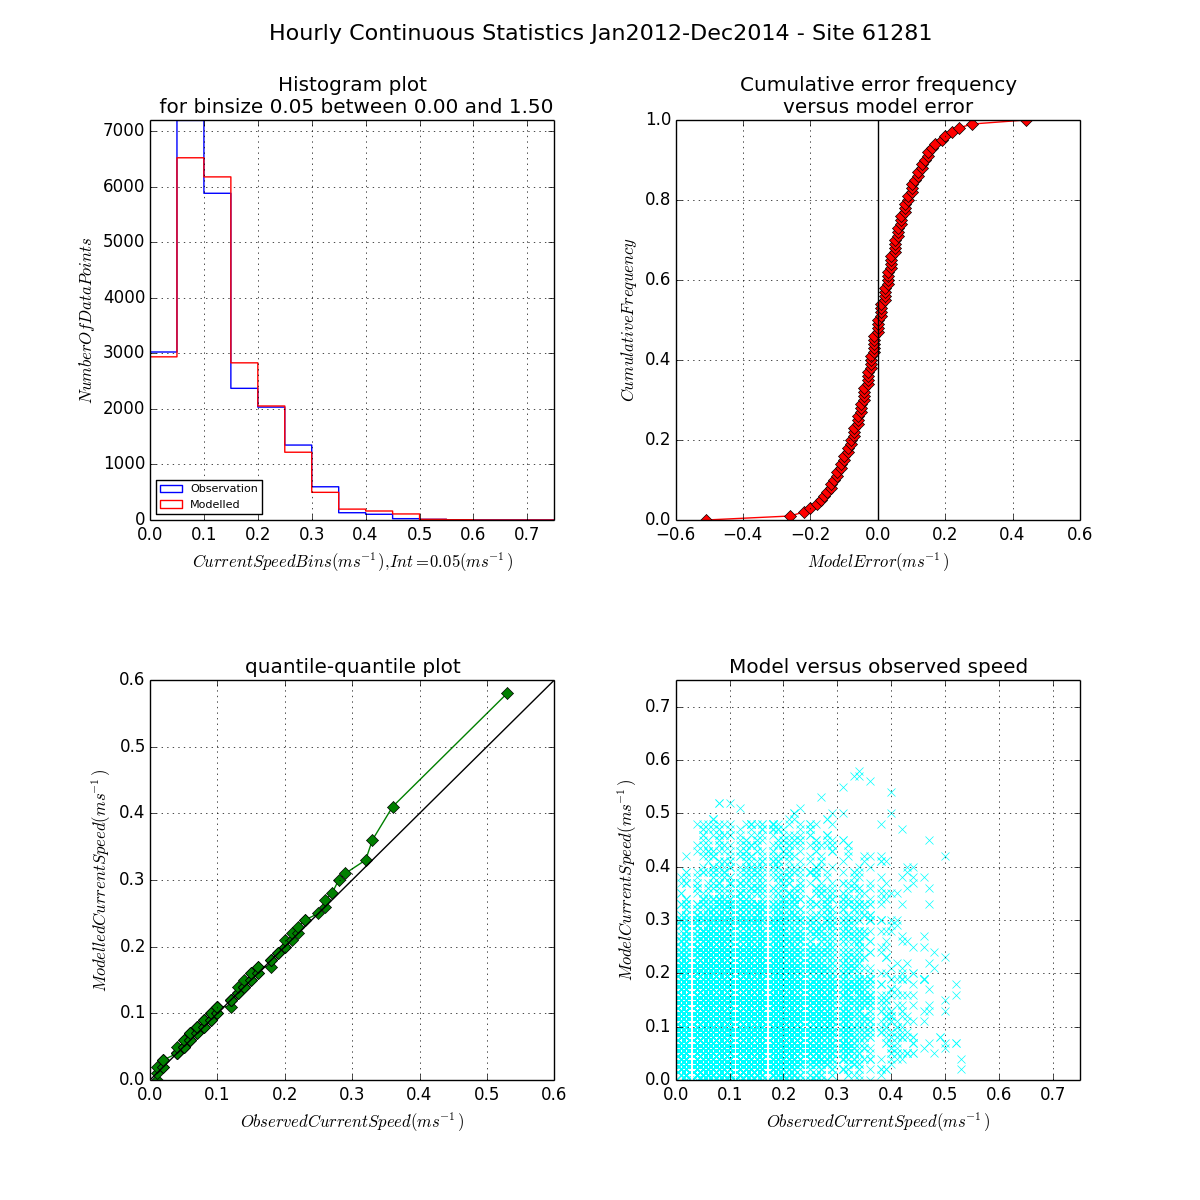 Hourly Continuous Statistics Jan2012-Dec2014 - Site 61281
Histogram plot
for binsize 0.05 between 0.00 and 1.50
7000
6000
5000
4000
3000
2000
1000
0
NumberOfDataPoints
Observation
Modelled
0.0 0.1 0.2 0.3 0.4 0.5 0.6 0.7
CurrentSpeedBins(ms⁻¹),Int=0.05(ms⁻¹)
Cumulative error frequency
versus model error
1.0
0.8
0.6
0.4
0.2
0.0
CumulativeFrequency
−0.6 −0.4 −0.2 0.0 0.2 0.4 0.6
ModelError(ms⁻¹)
quantile-quantile plot
0.6
0.5
0.4
0.3
0.2
0.1
0.0
ModelledCurrentSpeed(ms⁻¹)
0.0 0.1 0.2 0.3 0.4 0.5 0.6
ObservedCurrentSpeed(ms⁻¹)
Model versus observed speed
0.7
0.6
0.5
0.4
0.3
0.2
0.1
0.0
ModelCurrentSpeed(ms⁻¹)
0.0 0.1 0.2 0.3 0.4 0.5 0.6 0.7
ObservedCurrentSpeed(ms⁻¹)